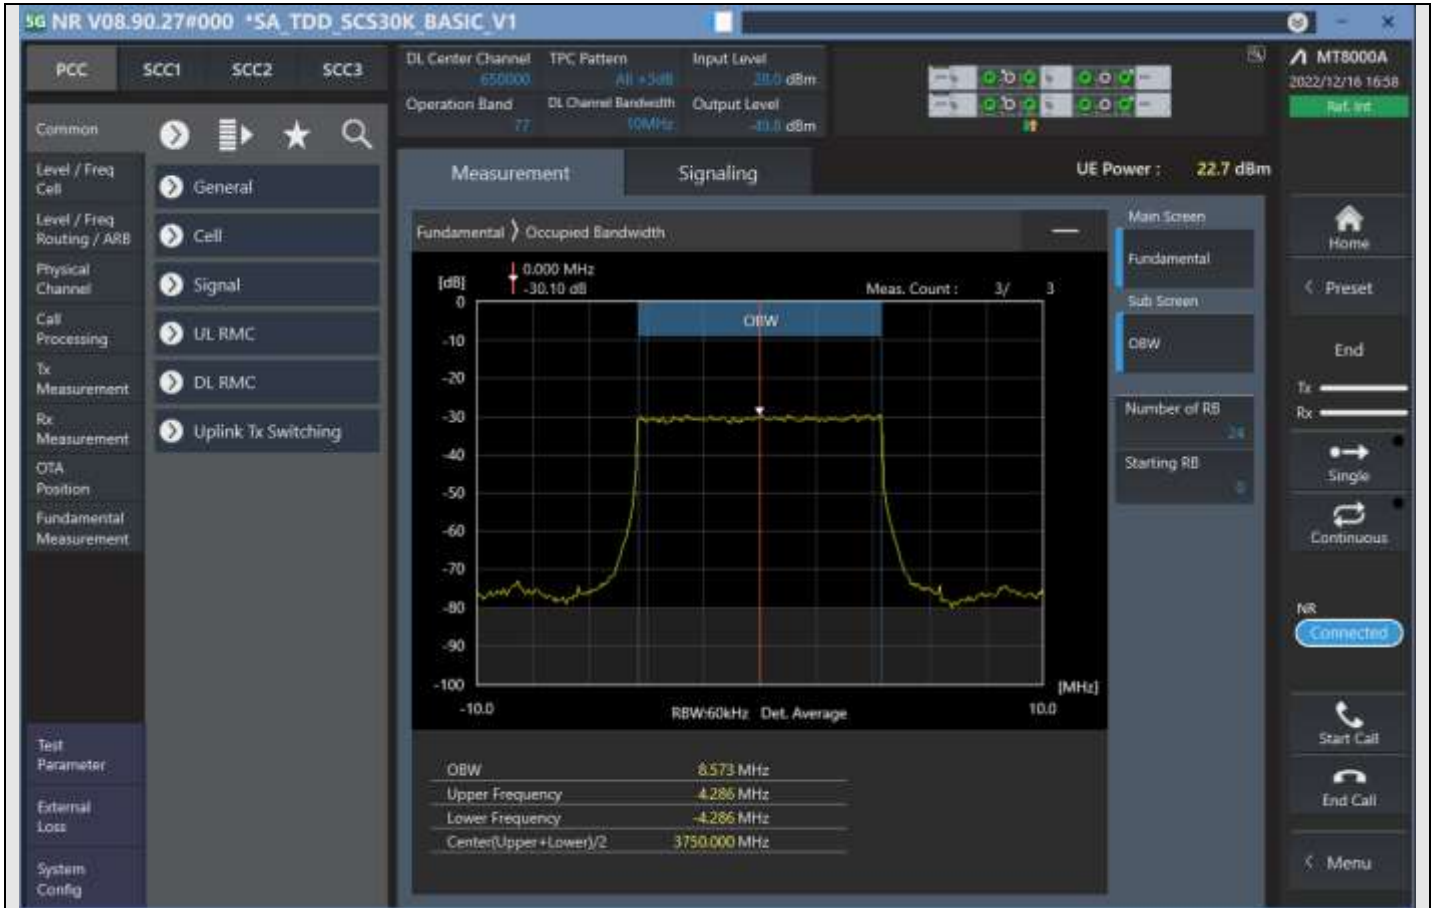 5G NR V08.90.27#000 *SA_TDD_SCS30K_BASIC_V1
PCC SCC1 SCC2 SCC3
DL Center Channel TPC Pattern Input Level
650000 All +3dB 28.0 dBm
Operation Band DL Channel Bandwidth Output Level
77 10MHz dBm
MT8000A
2022/12/16 16:58
Ref. Int
Common
Level / Freq
Cell
Level / Freq
Routing / ARB
Physical
Channel
Call
Processing
Tx
Measurement
Rx
Measurement
OTA
Position
Fundamental
Measurement
Test
Parameter
External
Loss
System
Config
General
Cell
Signal
UL RMC
DL RMC
Uplink Tx Switching
Measurement Signaling
UE Power : 22.7 dBm
Fundamental Occupied Bandwidth
0.000 MHz
-30.10 dB
[dB]
Meas. Count : 3/ 3
OBW
0
-10
-20
-30
-40
-50
-60
-70
-80
-90
-100
[MHz]
-10.0 RBW:60kHz Det. Average 10.0
OBW 8.573 MHz
Upper Frequency 4.286 MHz
Lower Frequency -4.286 MHz
Center(Upper+Lower)/2 3750.000 MHz
Main Screen
Fundamental
Sub Screen
OBW
Number of RB
24
Starting RB
0
Home
Preset
End
Tx
Rx
Single
Continuous
NR
Connected
Start Call
End Call
Menu